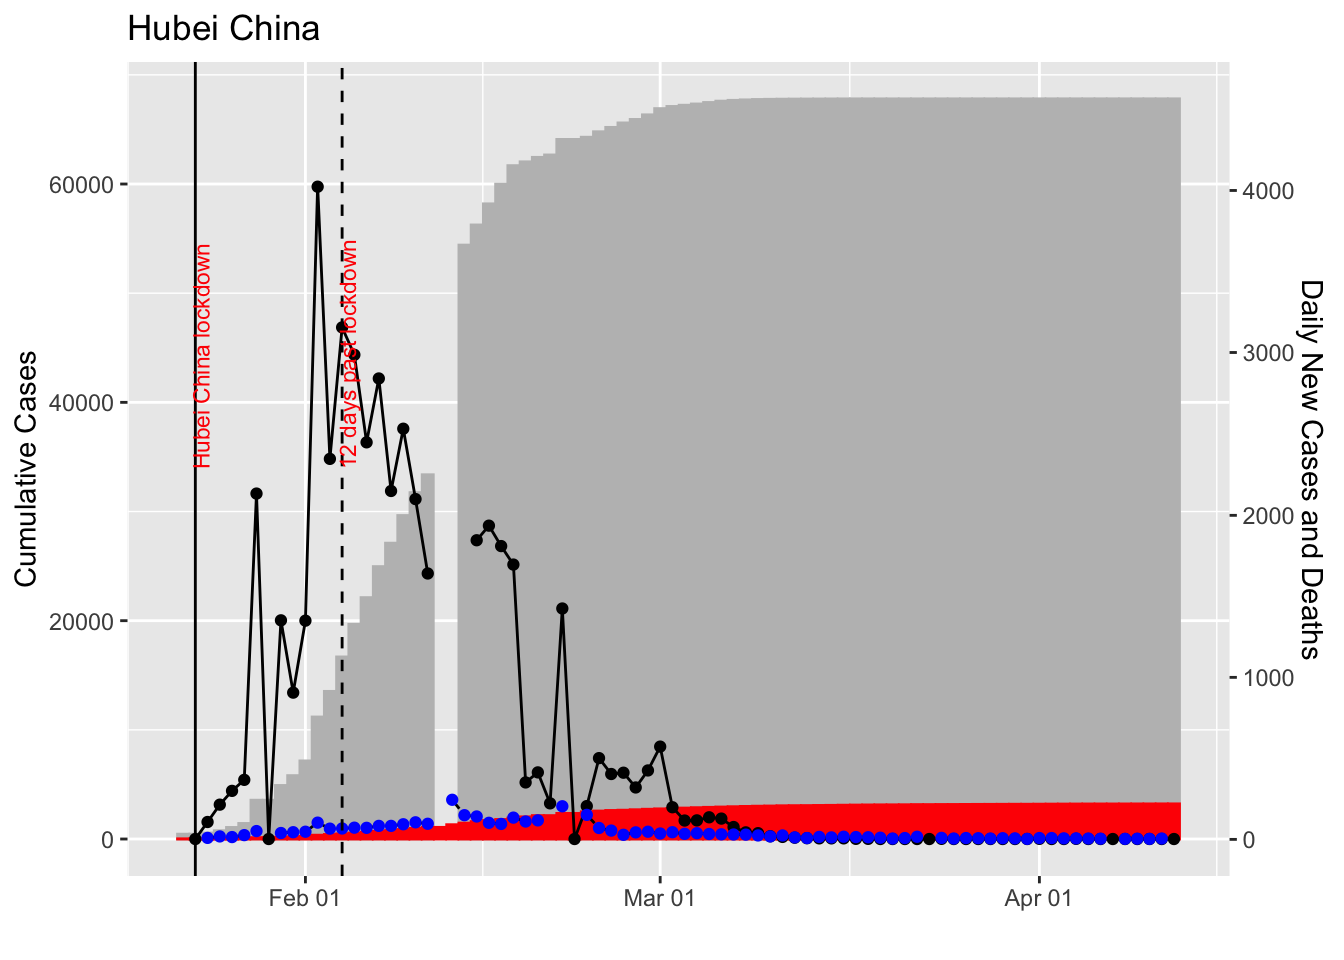 Hubei China
Cumulative Cases
60000
40000
20000
0
Hubei China lockdown
12 days past lockdown
4000
3000
2000
1000
0
Daily New Cases and Deaths
Feb 01
Mar 01
Apr 01